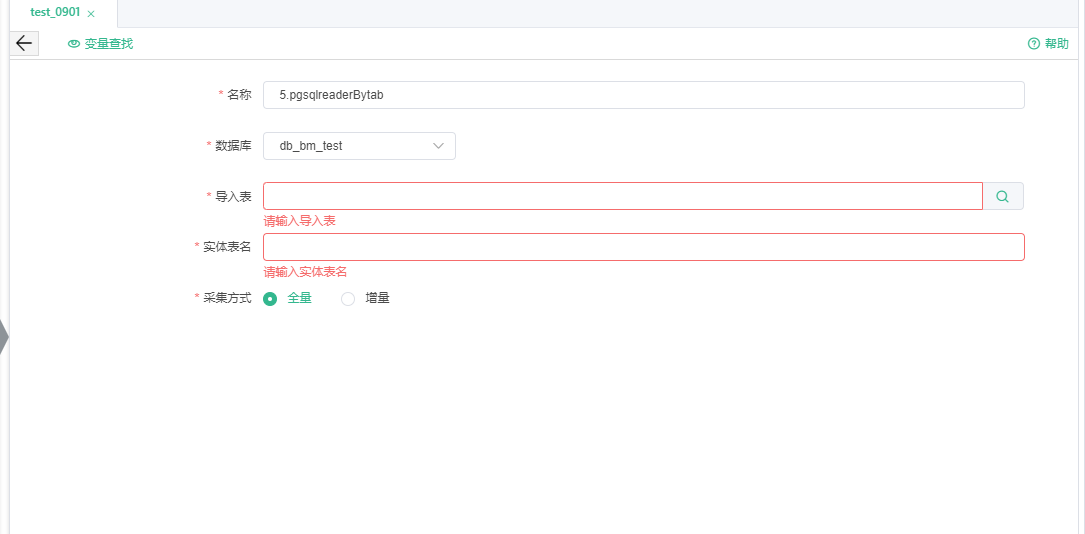 test_0901
变量查找
帮助
* 名称 5.pgsqlreaderBytab
* 数据库 db_bm_test
* 导入表
请输入导入表
* 实体表名
请输入实体表名
* 采集方式 全量 增量